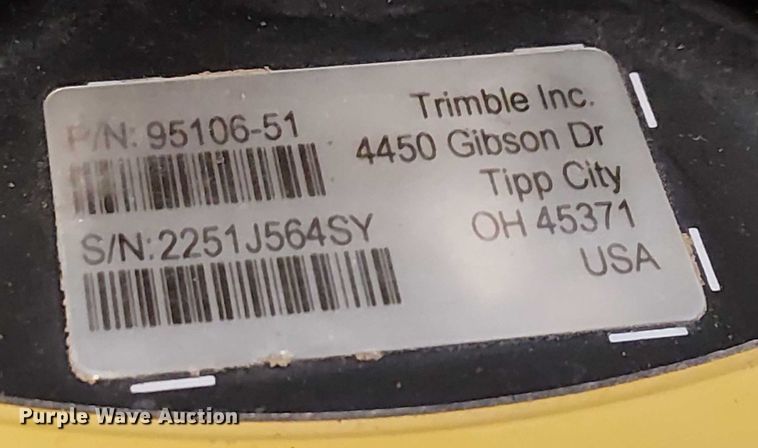 P/N: 95106-51
S/N:2251J564SY
Trimble Inc.
4450 Gibson Dr
Tipp City
OH 45371
USA
Purple Wave Auction